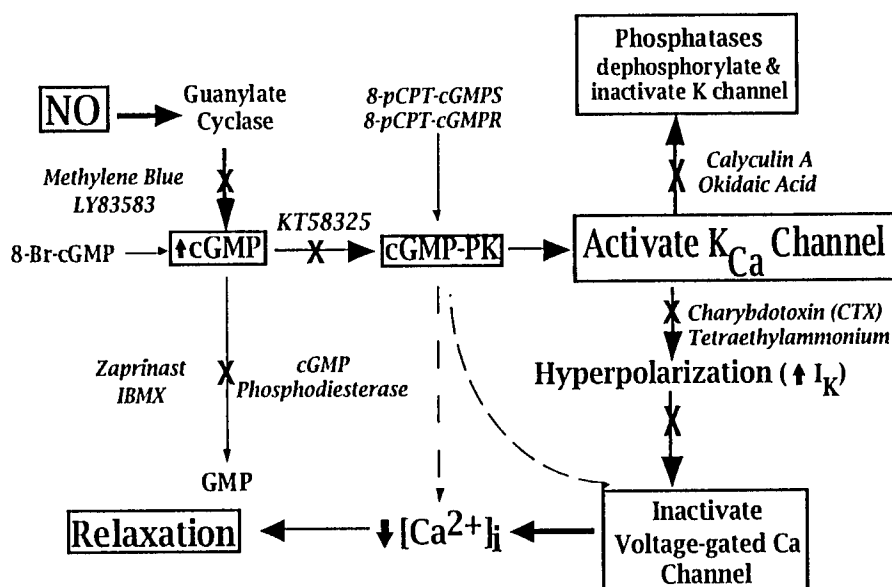 NO
Guanylate
Cyclase
8-pCPT-cGMPS
8-pCPT-cGMPR
Phosphatases
dephosphorylate &
inactivate K channel
Methylene Blue
LY83583
X
X
Calyculin A
Okidaic Acid
8-Br-cGMP
↑cGMP
KT58325
X
cGMP-PK
Activate K Ca Channel
X
Charybdotoxin (CTX)
Tetraethylammonium
Zaprinast
IBMX
X
cGMP
Phosphodiesterase
Hyperpolarization (↑ I K)
X
GMP
Relaxation
↓ [Ca2+]i
Inactivate
Voltage-gated Ca
Channel